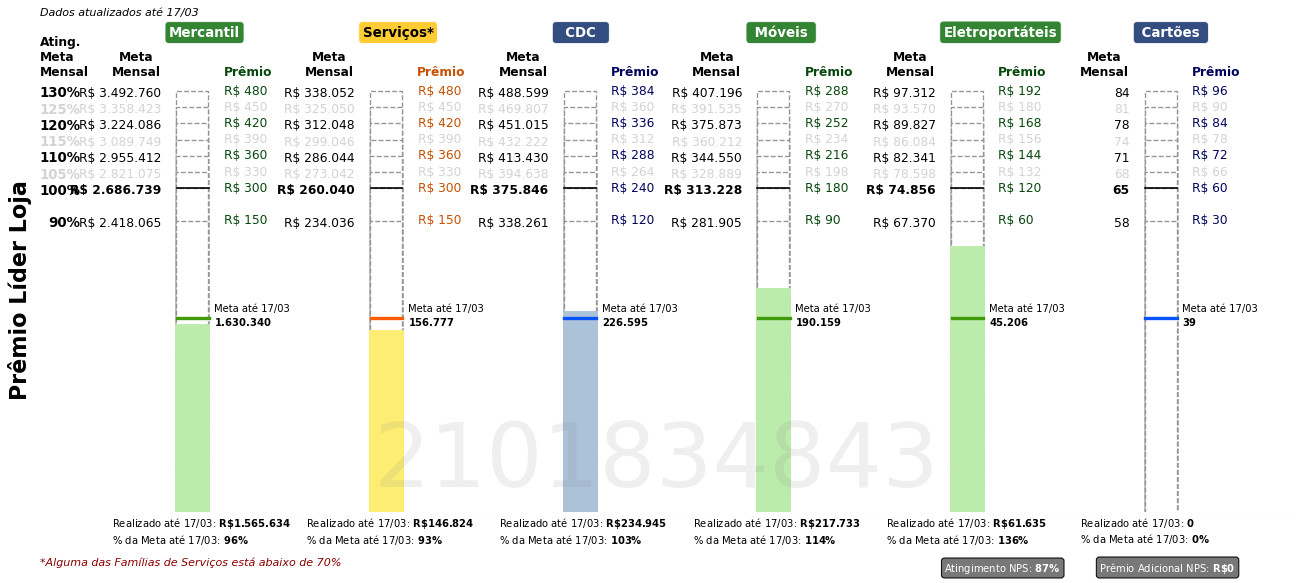 Dados atualizados até 17/03
Mercantil Serviços* CDC Móveis Eletroportáteis Cartões
Ating. Meta Mensal Meta Mensal Prêmio Meta Mensal Prêmio Meta Mensal Prêmio Meta Mensal Prêmio Meta Mensal Prêmio Meta Mensal Prêmio
130% R$ 3.492.760 R$ 480 R$ 338.052 R$ 480 R$ 488.599 R$ 384 R$ 407.196 R$ 288 R$ 97.312 R$ 192 84 R$ 96
125% R$ 3.358.423 R$ 450 R$ 325.050 R$ 450 R$ 469.807 R$ 360 R$ 391.535 R$ 270 R$ 93.570 R$ 180 81 R$ 90
120% R$ 3.224.086 R$ 420 R$ 312.048 R$ 420 R$ 451.015 R$ 336 R$ 375.873 R$ 252 R$ 89.827 R$ 168 78 R$ 84
115% R$ 3.089.749 R$ 390 R$ 299.046 R$ 390 R$ 432.222 R$ 312 R$ 360.212 R$ 234 R$ 86.084 R$ 156 74 R$ 78
110% R$ 2.955.412 R$ 360 R$ 286.044 R$ 360 R$ 413.430 R$ 288 R$ 344.550 R$ 216 R$ 82.341 R$ 144 71 R$ 72
105% R$ 2.821.075 R$ 330 R$ 273.042 R$ 330 R$ 394.638 R$ 264 R$ 328.889 R$ 198 R$ 78.598 R$ 132 68 R$ 66
100% R$ 2.686.739 R$ 300 R$ 260.040 R$ 300 R$ 375.846 R$ 240 R$ 313.228 R$ 180 R$ 74.856 R$ 120 65 R$ 60
90% R$ 2.418.065 R$ 150 R$ 234.036 R$ 150 R$ 338.261 R$ 120 R$ 281.905 R$ 90 R$ 67.370 R$ 60 58 R$ 30
Prêmio Líder Loja
Meta até 17/03 Meta até 17/03 Meta até 17/03 Meta até 17/03 Meta até 17/03 Meta até 17/03
1.630.340 156.777 226.595 190.159 45.206 39
2101834843
Realizado até 17/03: R$1.565.634 Realizado até 17/03: R$146.824 Realizado até 17/03: R$234.945 Realizado até 17/03: R$217.733 Realizado até 17/03: R$61.635 Realizado até 17/03: 0
% da Meta até 17/03: 96% % da Meta até 17/03: 93% % da Meta até 17/03: 103% % da Meta até 17/03: 114% % da Meta até 17/03: 136% % da Meta até 17/03: 0%
*Alguma das Famílias de Serviços está abaixo de 70% Atingimento NPS: 87% Prêmio Adicional NPS: R$0